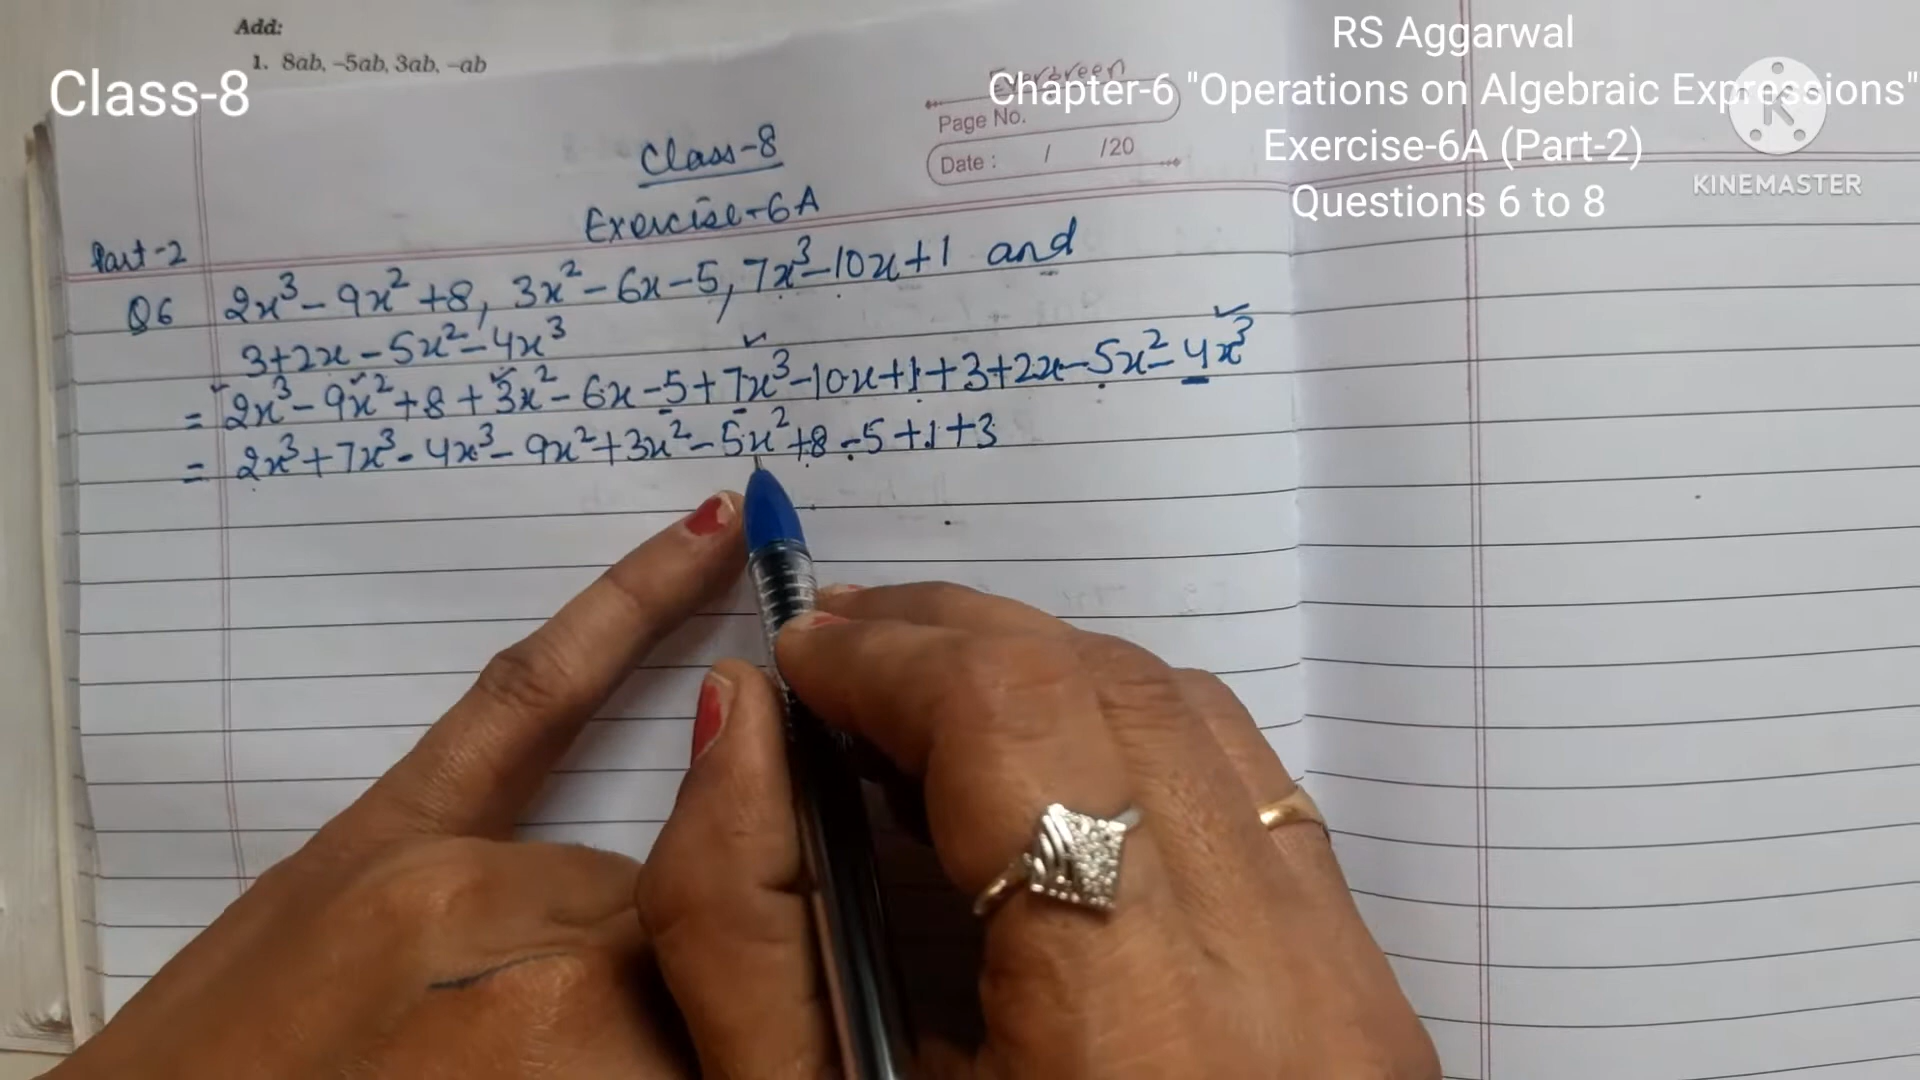 Add:
1. 8ab, –5ab, 3ab, –ab
Class-8
RS Aggarwal
Chapter-6 "Operations on Algebraic Expressions"
Exercise-6A (Part-2)
Questions 6 to 8
KINEMASTER
Evergreen
Page No.
Date : / /20
Class-8
Exercise-6A
Part-2
Q6 2x³ - 9x² + 8, 3x² - 6x - 5, 7x³ - 10x + 1 and
3 + 2x - 5x² - 4x³
= 2x³ - 9x² + 8 + 3x² - 6x - 5 + 7x³ - 10x + 1 + 3 + 2x - 5x² - 4x³
= 2x³ + 7x³ - 4x³ - 9x² + 3x² - 5x² + 8 - 5 + 1 + 3